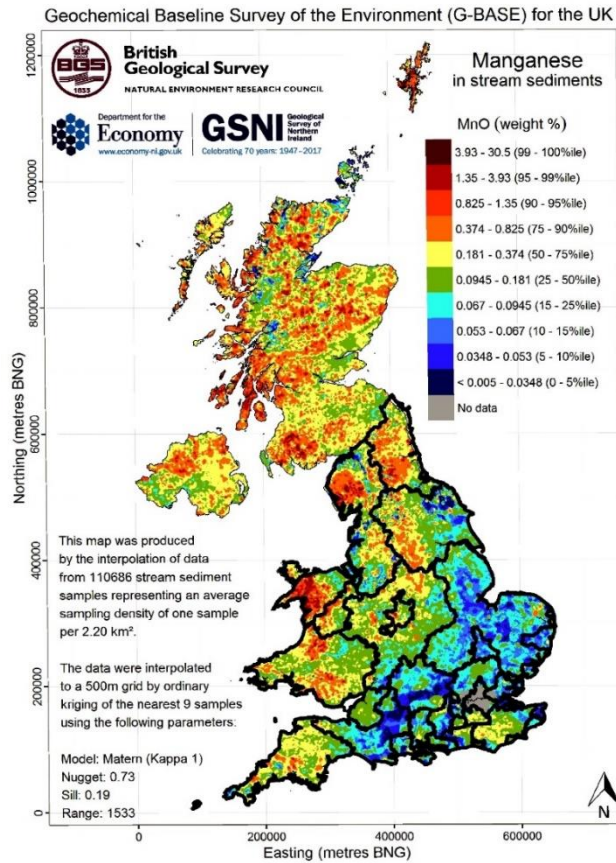 Geochemical Baseline Survey of the Environment (G-BASE) for the UK
BGS
1833
British
Geological Survey
NATURAL ENVIRONMENT RESEARCH COUNCIL
Department for the
Economy
www.economy-ni.gov.uk
GSNI
Geological
Survey of
Northern
Ireland
Celebrating 70 years: 1947-2017
Manganese
in stream sediments
MnO (weight %)
3.93 - 30.5 (99 - 100%ile)
1.35 - 3.93 (95 - 99%ile)
0.825 - 1.35 (90 - 95%ile)
0.374 - 0.825 (75 - 90%ile)
0.181 - 0.374 (50 - 75%ile)
0.0945 - 0.181 (25 - 50%ile)
0.067 - 0.0945 (15 - 25%ile)
0.053 - 0.067 (10 - 15%ile)
0.0348 - 0.053 (5 - 10%ile)
< 0.005 - 0.0348 (0 - 5%ile)
No data
1200000
1000000
800000
600000
400000
200000
0
Northing (metres BNG)
This map was produced
by the interpolation of data
from 110686 stream sediment
samples representing an average
sampling density of one sample
per 2.20 km².
The data were interpolated
to a 500m grid by ordinary
kriging of the nearest 9 samples
using the following parameters:
Model: Matern (Kappa 1)
Nugget: 0.73
Sill: 0.19
Range: 1533
N
0
200000
400000
600000
Easting (metres BNG)